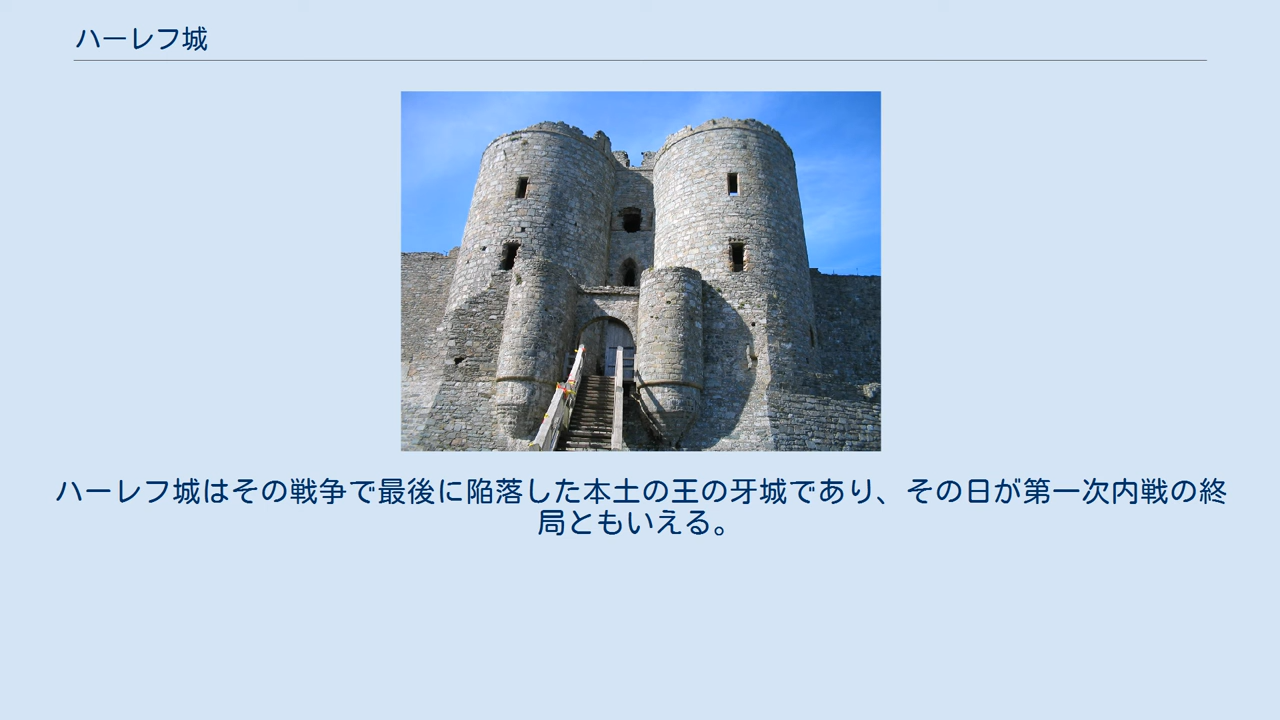 ハーレフ城
ハーレフ城はその戦争で最後に陥落した本土の王の牙城であり、その日が第一次内戦の終
局ともいえる。